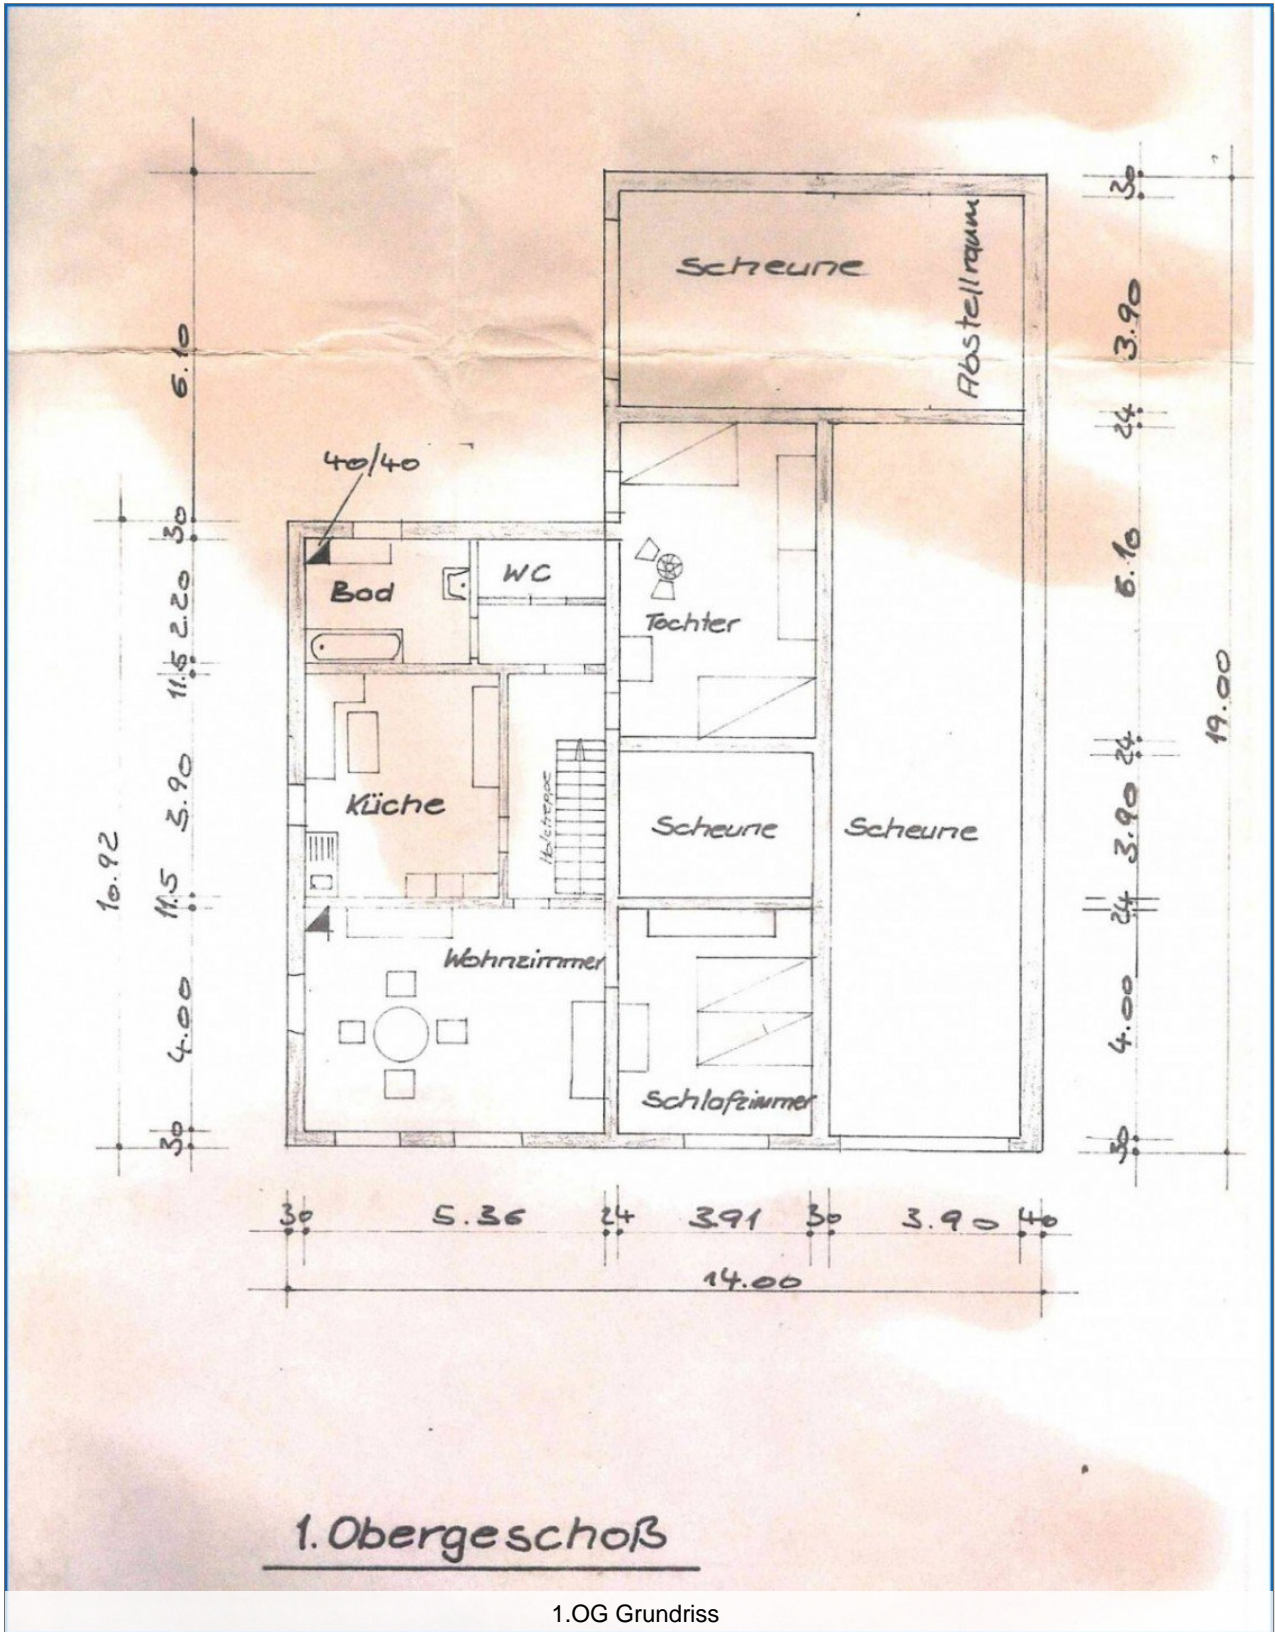 30
Scheune
Abstellraum
3.90
6.10
24
40/40
30
Bad
WC
2.20
Tochter
6.10
11.5
19.00
24
3.90
Küche
Holztreppe
Scheune
Scheune
3.90
10.92
11.5
24
Wohnzimmer
4.00
4.00
Schlafzimmer
30
30
30 5.36 24 3.91 30 3.90 40
14.00
1. Obergeschoß
1.OG Grundriss